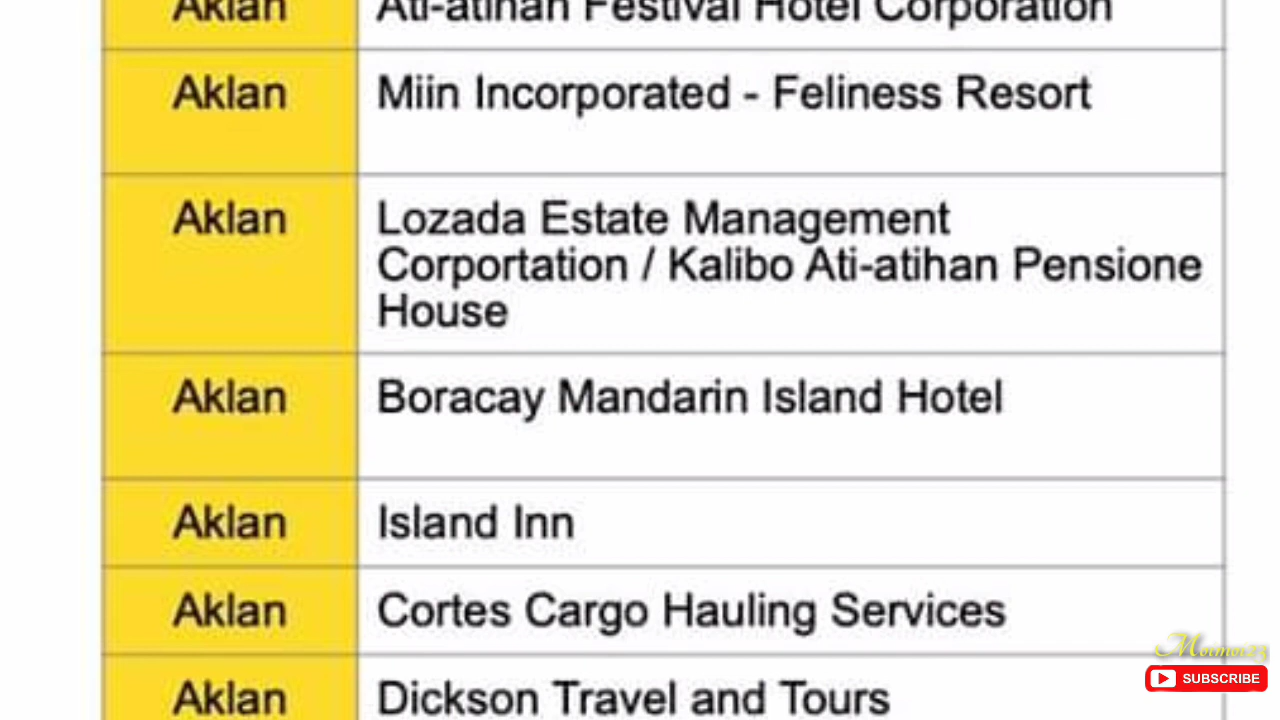 Aklan Ati-atihan Festival Hotel Corporation
Aklan Miin Incorporated - Feliness Resort
Aklan Lozada Estate Management
Corportation / Kalibo Ati-atihan Pensione
House
Aklan Boracay Mandarin Island Hotel
Aklan Island Inn
Aklan Cortes Cargo Hauling Services
Aklan Dickson Travel and Tours
Moimoi23
SUBSCRIBE